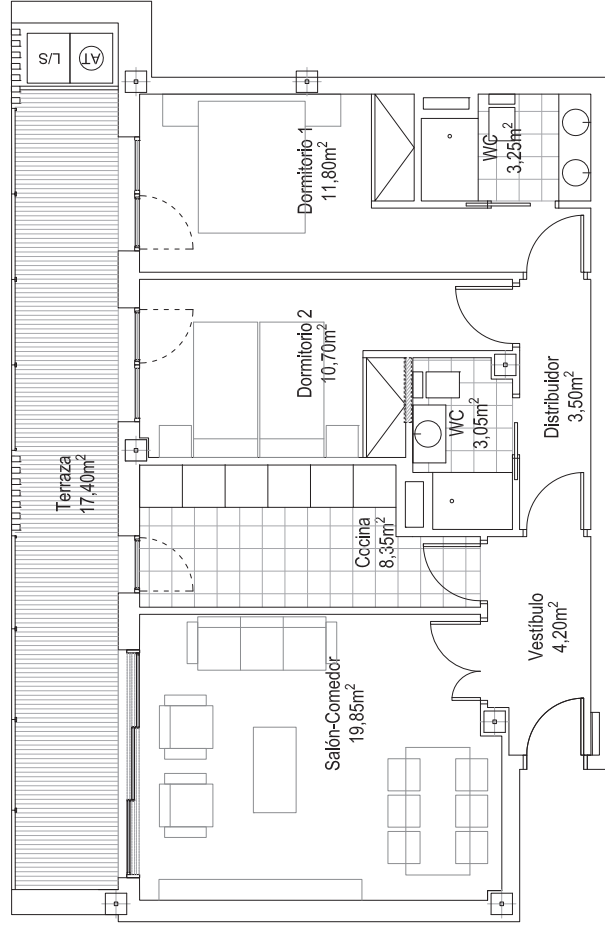 L/S
AT
Terraza
17,40m²
Dormitorio 1
11,80m²
WC
3,25m²
Dormitorio 2
10,70m²
WC
3,05m²
Distribuidor
3,50m²
Cocina
8,35m²
Vestíbulo
4,20m²
Salón-Comedor
19,85m²